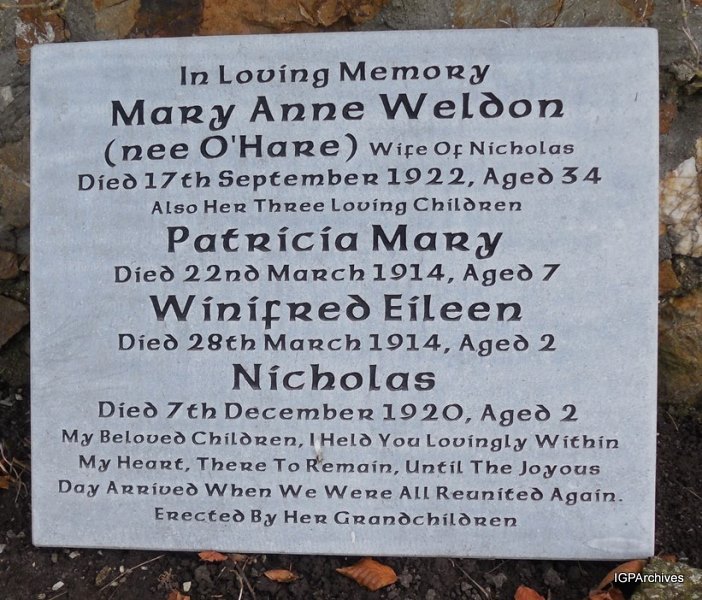 In Loving Memory
Mary Anne Weldon
(nee O'Hare) Wife Of Nicholas
Died 17th September 1922, Aged 34
Also Her Three Loving Children
Patricia Mary
Died 22nd March 1914, Aged 7
Winifred Eileen
Died 28th March 1914, Aged 2
Nicholas
Died 7th December 1920, Aged 2
My Beloved Children, I Held You Lovingly Within
My Heart, There To Remain, Until The Joyous
Day Arrived When We Were All Reunited Again.
Erected By Her Grandchildren
IGPArchives